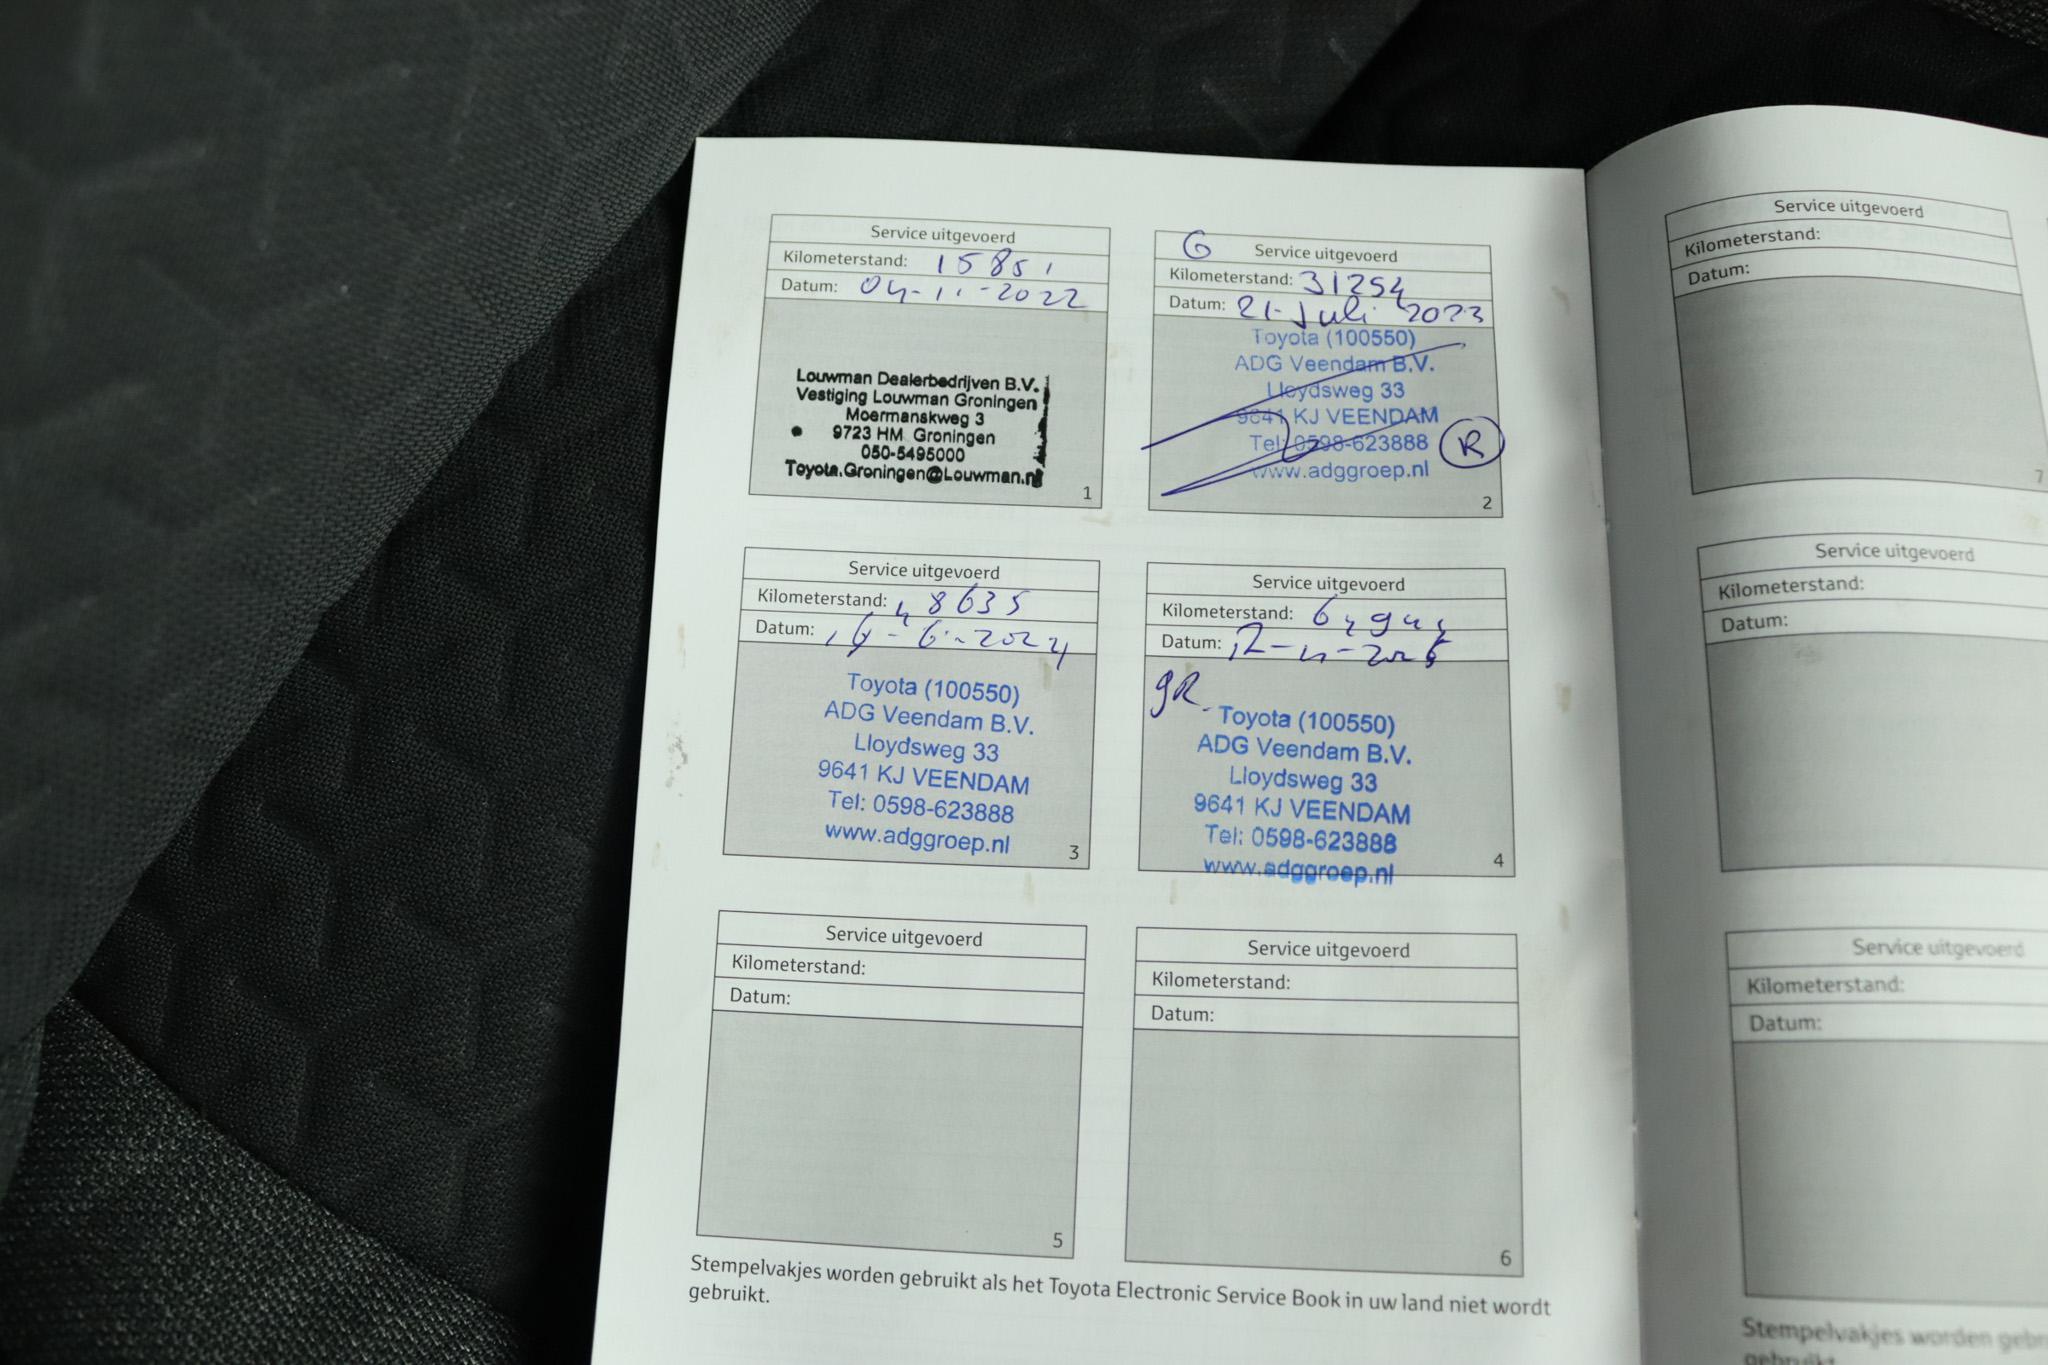 Service uitgevoerd
Kilometerstand: 15851
Datum: 04-11-2022
Louwman Dealerbedrijven B.V.
Vestiging Louwman Groningen
Moermanskweg 3
9723 HM Groningen
050-5495000
Toyota.Groningen@Louwman.nl
1
G Service uitgevoerd
Kilometerstand: 31254
Datum: 21-Juli 2023
Toyota (100550)
ADG Veendam B.V.
Lloydsweg 33
9641 KJ VEENDAM
Tel: 0598-623888 R
www.adggroep.nl
2
Service uitgevoerd
Kilometerstand: 48635
Datum: 14-6-2024
Toyota (100550)
ADG Veendam B.V.
Lloydsweg 33
9641 KJ VEENDAM
Tel: 0598-623888
www.adggroep.nl
3
Service uitgevoerd
Kilometerstand:
Datum:
gR
Toyota (100550)
ADG Veendam B.V.
Lloydsweg 33
9641 KJ VEENDAM
Tel: 0598-623888
www.adggroep.nl
4
Service uitgevoerd
Kilometerstand:
Datum:
5
Service uitgevoerd
Kilometerstand:
Datum:
6
Stempelvakjes worden gebruikt als het Toyota Electronic Service Book in uw land niet wordt
gebruikt.
Service uitgevoerd
Kilometerstand:
Datum:
7
Service uitgevoerd
Kilometerstand:
Datum:
Service uitgevoerd
Kilometerstand:
Datum:
Stempelvakjes worden
gebruikt.